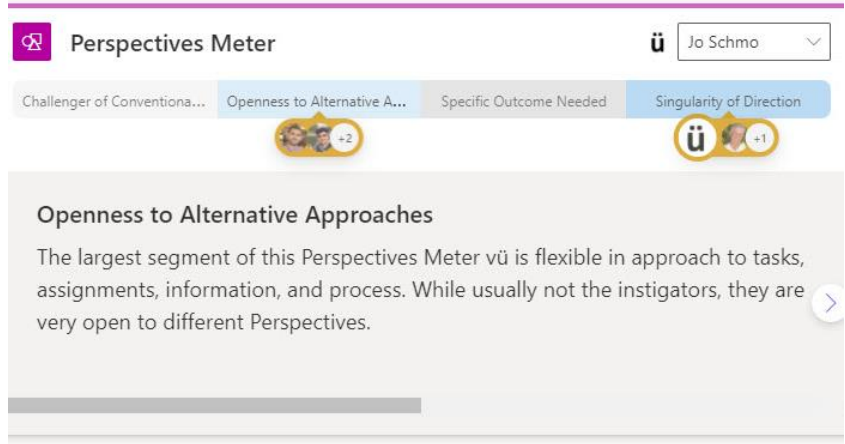 Perspectives Meter
ü
Jo Schmo
Challenger of Conventiona...
Openness to Alternative A...
Specific Outcome Needed
Singularity of Direction
+2
ü
+1
Openness to Alternative Approaches
The largest segment of this Perspectives Meter vü is flexible in approach to tasks,
assignments, information, and process. While usually not the instigators, they are
very open to different Perspectives.